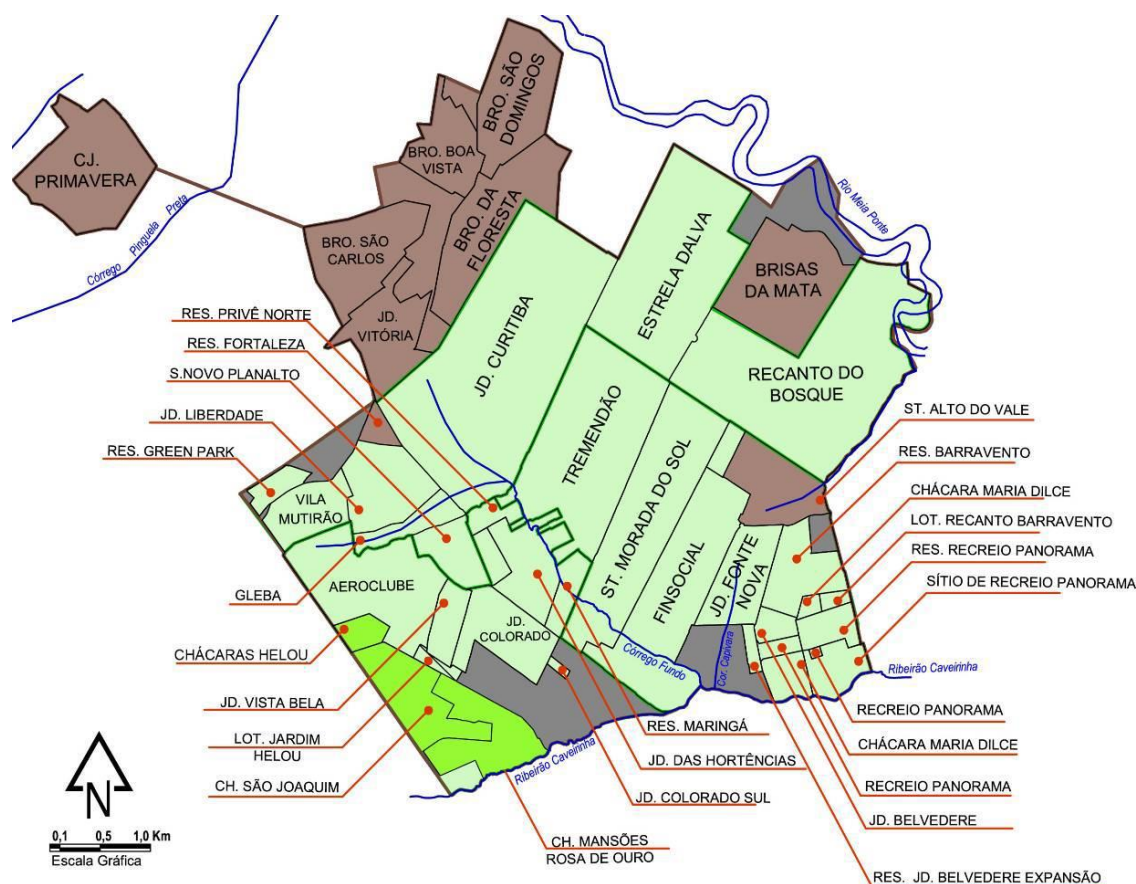 BRO. SÃO
DOMINGOS
BRO. BOA
VISTA
CJ.
PRIMAVERA
BRO. DA
FLORESTA
Córrego Pinguela Preta
BRO. SÃO
CARLOS
Rio Meia Ponte
ESTRELA DALVA
BRISAS
DA MATA
JD.
VITÓRIA
RES. PRIVÊ NORTE
RES. FORTALEZA
S.NOVO PLANALTO
JD. LIBERDADE
RES. GREEN PARK
JD. CURITIBA
RECANTO DO
BOSQUE
TREMENDÃO
ST. ALTO DO VALE
RES. BARRAVENTO
CHÁCARA MARIA DILCE
LOT. RECANTO BARRAVENTO
RES. RECREIO PANORAMA
SÍTIO DE RECREIO PANORAMA
VILA
MUTIRÃO
ST. MORADA DO SOL
FINSOCIAL
JD. FONTE
NOVA
GLEBA
AEROCLUBE
JD.
COLORADO
CHÁCARAS HELOU
Córrego Fundo
Cor. Capivara
Ribeirão Caveirinha
JD. VISTA BELA
LOT. JARDIM
HELOU
CH. SÃO JOAQUIM
Ribeirão Caveirinha
RES. MARINGÁ
JD. DAS HORTÊNCIAS
JD. COLORADO SUL
CH. MANSÕES
ROSA DE OURO
RECREIO PANORAMA
CHÁCARA MARIA DILCE
RECREIO PANORAMA
JD. BELVEDERE
RES. JD. BELVEDERE EXPANSÃO
N
0,1 0,5 1,0 Km
Escala Gráfica